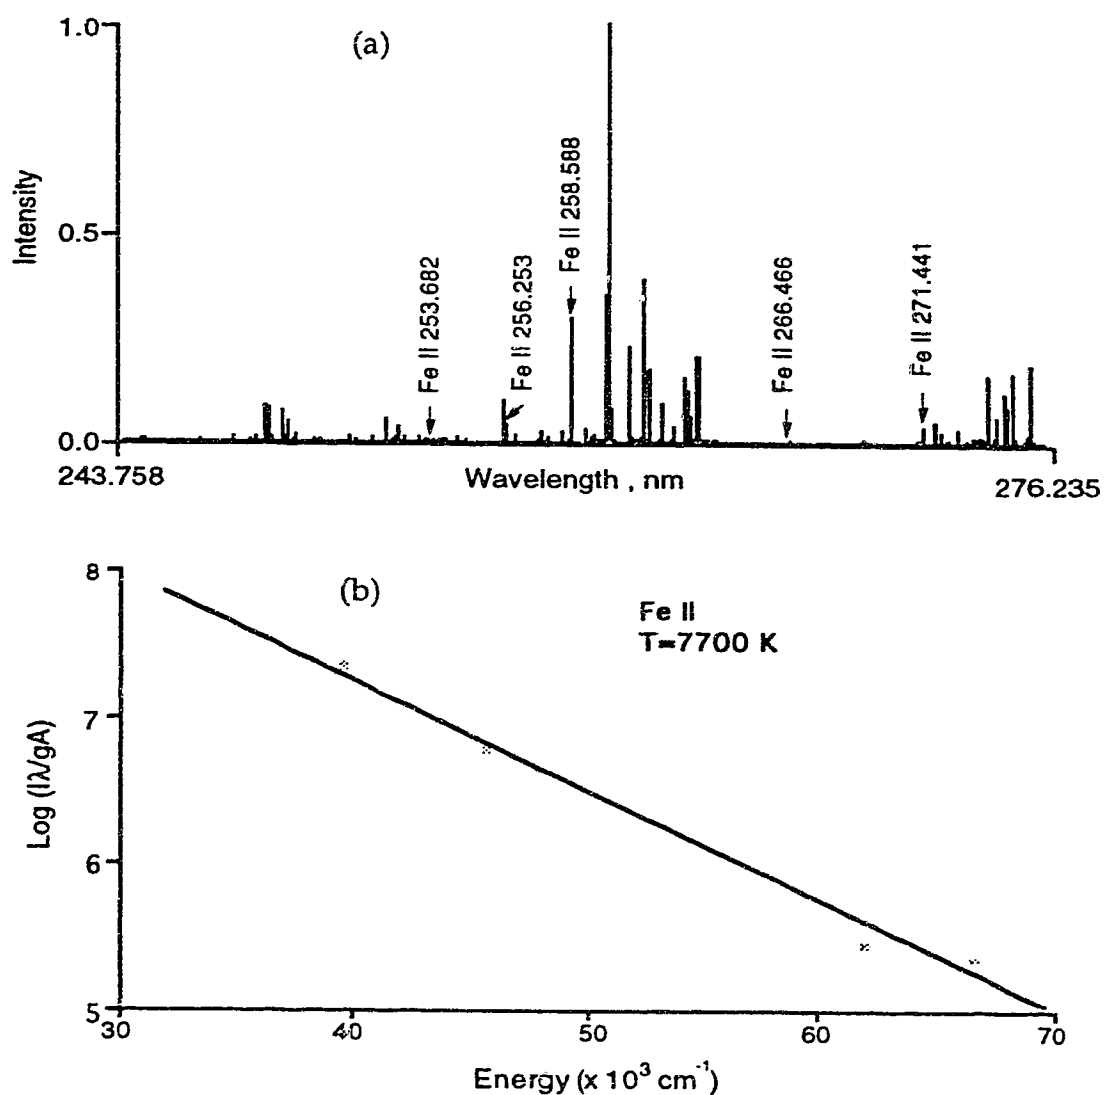 (a)
1.0
0.5
0.0
Intensity
Fe II 253.682
Fe II 256.253
Fe II 258.588
Fe II 266.466
Fe II 271.441
243.758
Wavelength , nm
276.235
(b)
Fe II
T=7700 K
8
7
6
5
Log (Iλ/gA)
30
40
50
60
70
Energy (x 10³ cm⁻¹)